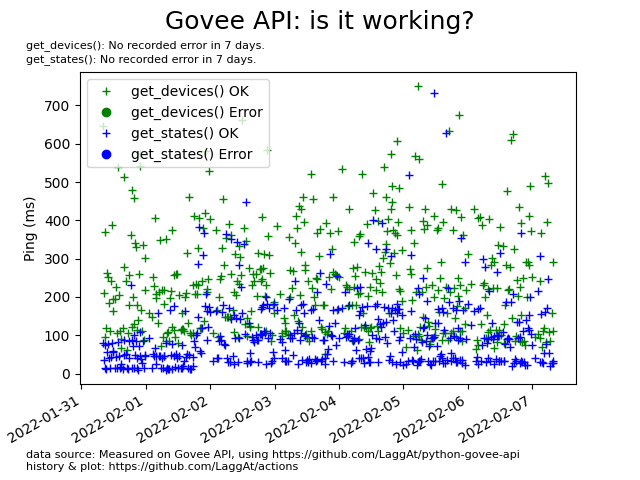 Govee API: is it working?
get_devices(): No recorded error in 7 days.
get_states(): No recorded error in 7 days.
get_devices() OK
get_devices() Error
get_states() OK
get_states() Error
Ping (ms)
700
600
500
400
300
200
100
0
2022-01-31
2022-02-01
2022-02-02
2022-02-03
2022-02-04
2022-02-05
2022-02-06
2022-02-07
data source: Measured on Govee API, using https://github.com/LaggAt/python-govee-api
history & plot: https://github.com/LaggAt/actions